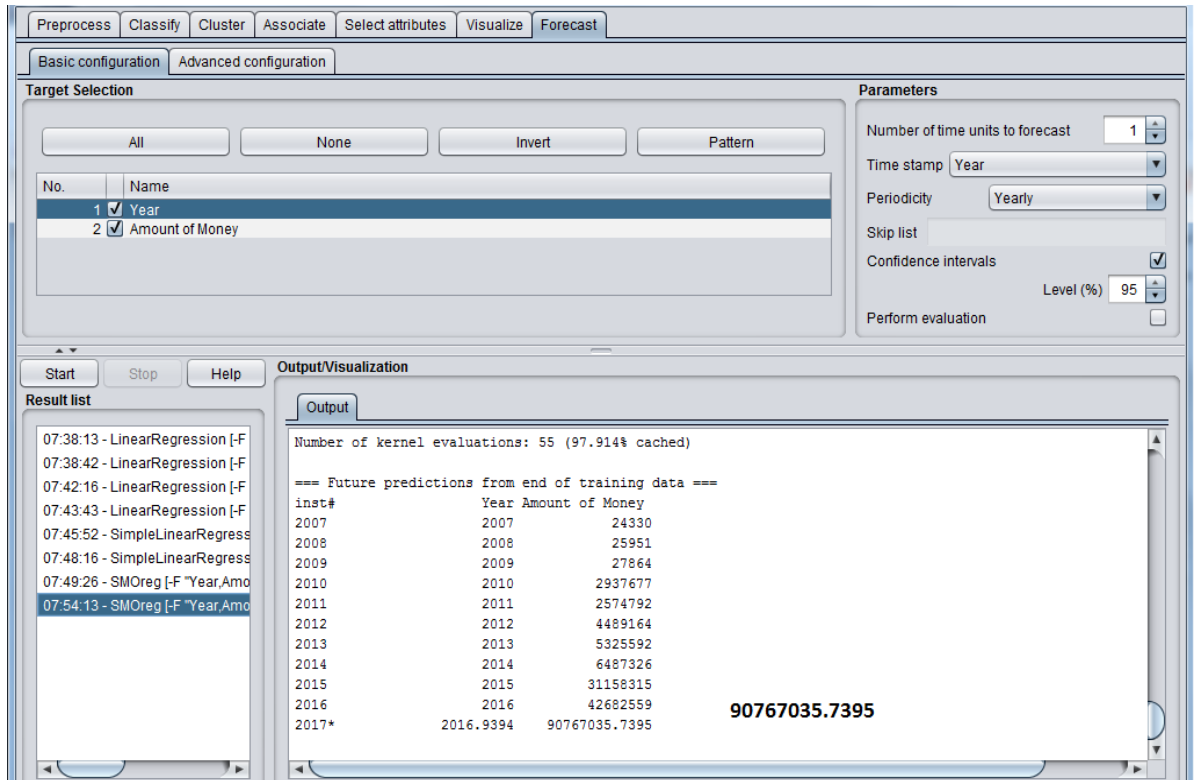 Preprocess Classify Cluster Associate Select attributes Visualize Forecast
Basic configuration Advanced configuration
Target Selection
All None Invert Pattern
No. Name
1 Year
2 Amount of Money
Parameters
Number of time units to forecast 1
Time stamp Year
Periodicity Yearly
Skip list
Confidence intervals
Level (%) 95
Perform evaluation
Start Stop Help
Result list
07:38:13 - LinearRegression [-F
07:38:42 - LinearRegression [-F
07:42:16 - LinearRegression [-F
07:43:43 - LinearRegression [-F
07:45:52 - SimpleLinearRegress
07:48:16 - SimpleLinearRegress
07:49:26 - SMOreg [-F "Year,Amo
07:54:13 - SMOreg [-F "Year,Amo
Output/Visualization
Output
Number of kernel evaluations: 55 (97.914% cached)
=== Future predictions from end of training data ===
inst# Year Amount of Money
2007 2007 24330
2008 2008 25951
2009 2009 27864
2010 2010 2937677
2011 2011 2574792
2012 2012 4489164
2013 2013 5325592
2014 2014 6487326
2015 2015 31158315
2016 2016 42682559
2017* 2016.9394 90767035.7395
90767035.7395